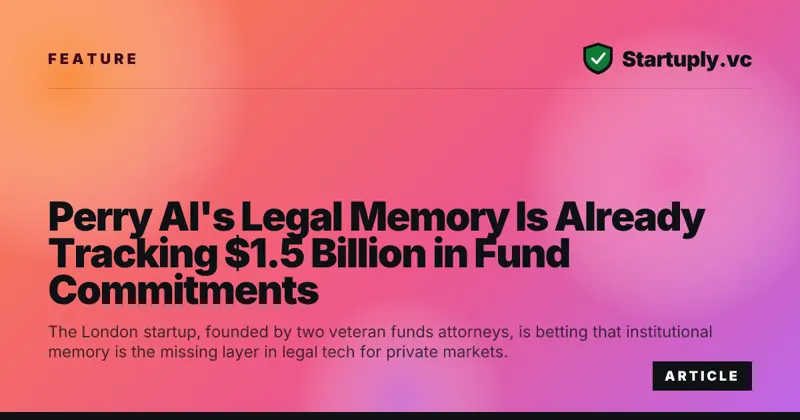 FEATURE
Startuply.vc
Perry AI's Legal Memory Is Already
Tracking $1.5 Billion in Fund
Commitments
The London startup, founded by two veteran funds attorneys, is betting that institutional
memory is the missing layer in legal tech for private markets.
ARTICLE